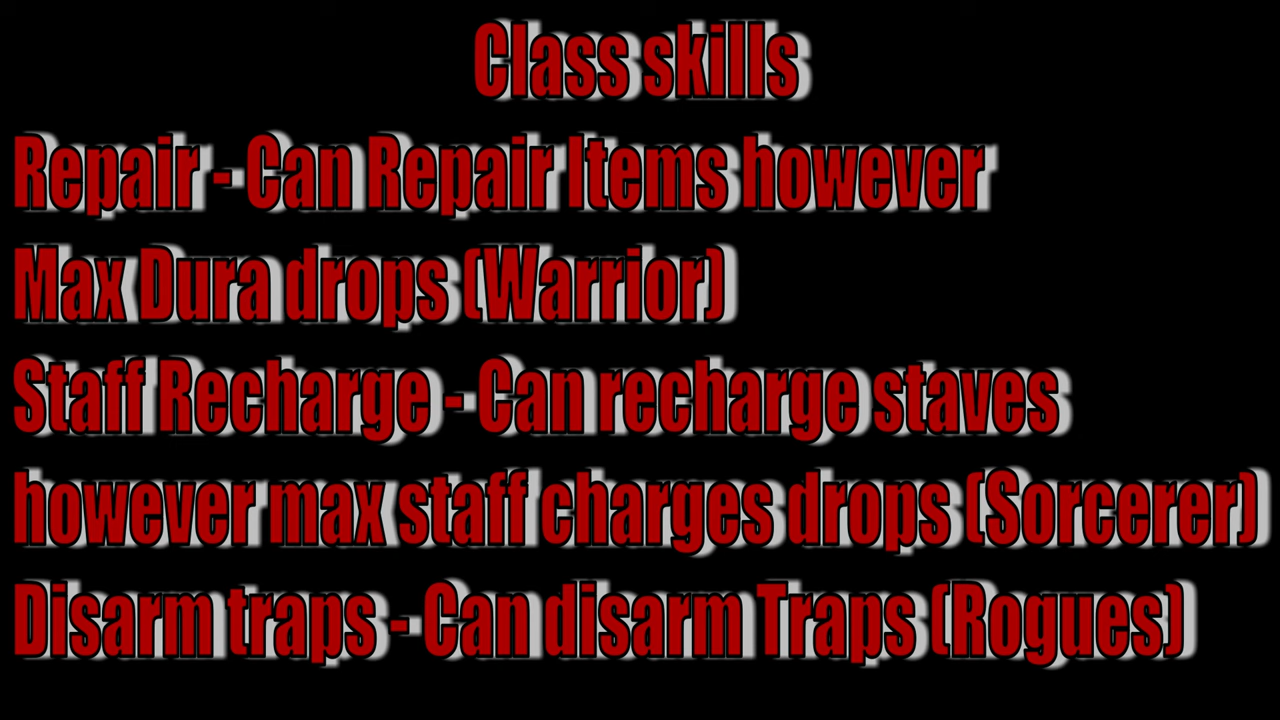 Class skills
Repair - Can Repair Items however
Max Dura drops (Warrior)
Staff Recharge - Can recharge staves
however max staff charges drops (Sorcerer)
Disarm traps - Can disarm Traps (Rogues)